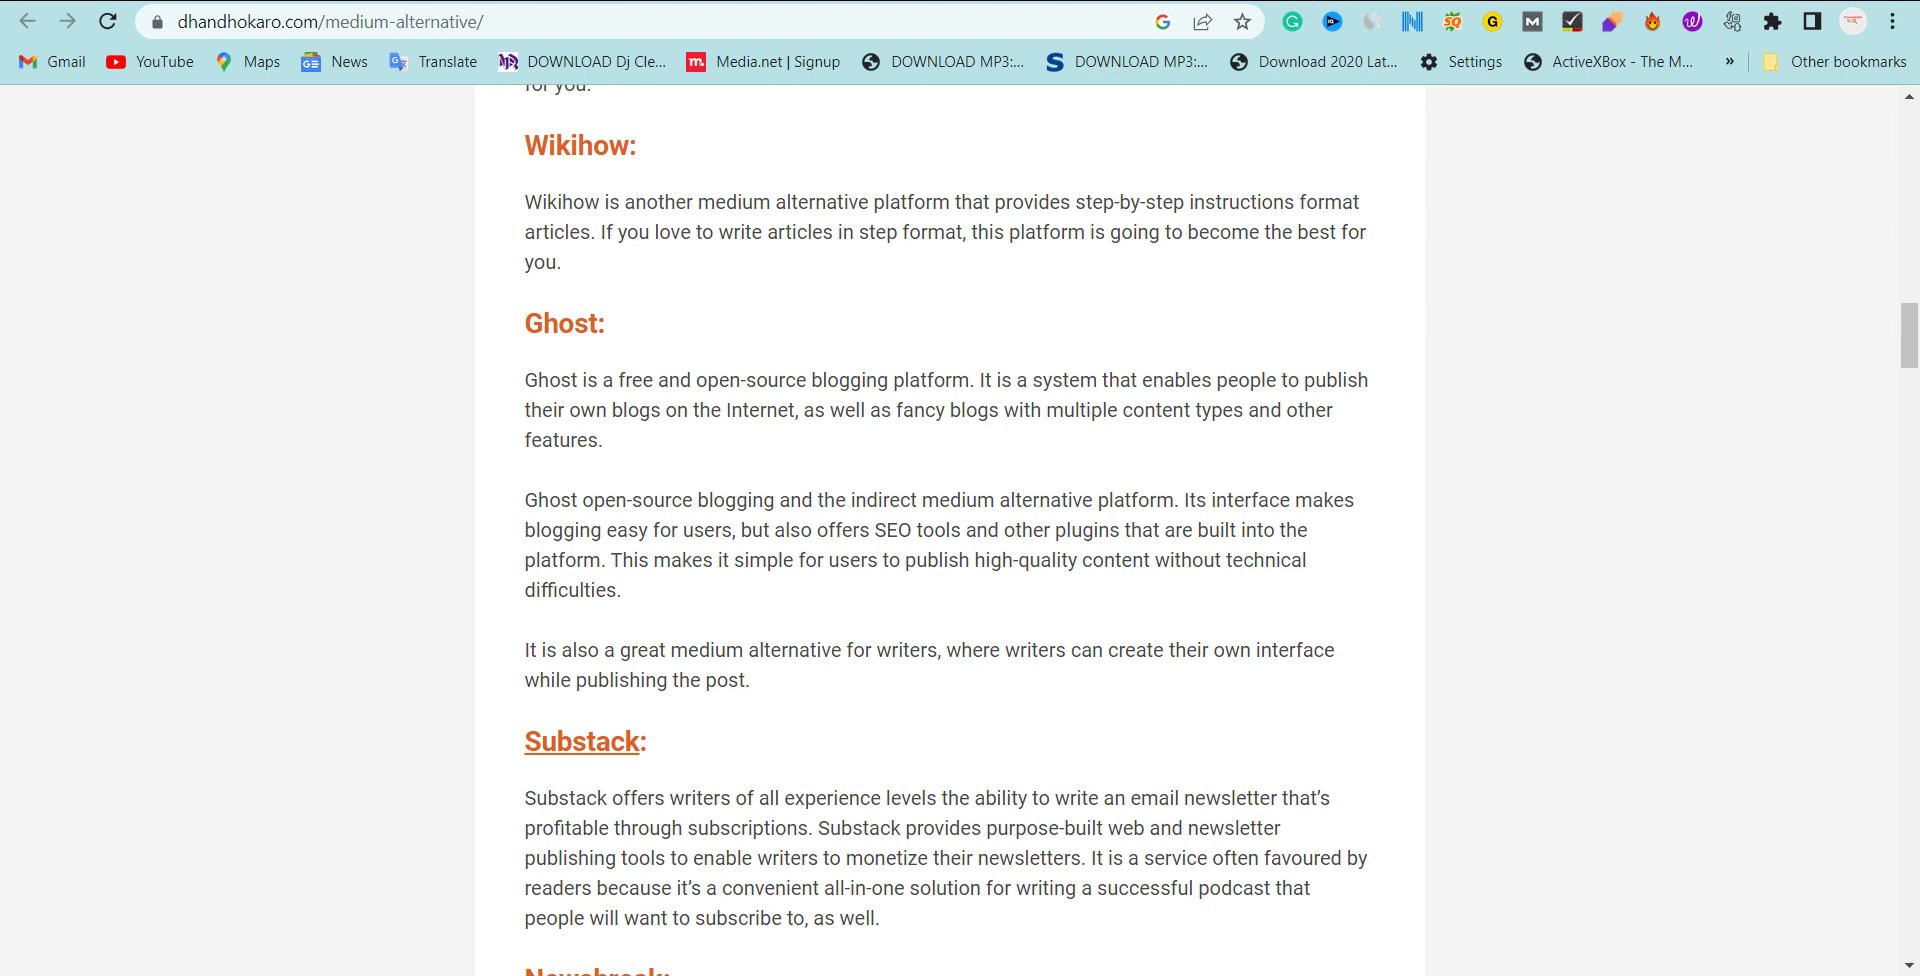 dhandhokaro.com/medium-alternative/
Gmail YouTube Maps News Translate DOWNLOAD Dj Cle... Media.net | Signup DOWNLOAD MP3:... DOWNLOAD MP3:... Download 2020 Lat... Settings ActiveXBox - The M... » Other bookmarks
for you.
Wikihow:
Wikihow is another medium alternative platform that provides step-by-step instructions format
articles. If you love to write articles in step format, this platform is going to become the best for
you.
Ghost:
Ghost is a free and open-source blogging platform. It is a system that enables people to publish
their own blogs on the Internet, as well as fancy blogs with multiple content types and other
features.
Ghost open-source blogging and the indirect medium alternative platform. Its interface makes
blogging easy for users, but also offers SEO tools and other plugins that are built into the
platform. This makes it simple for users to publish high-quality content without technical
difficulties.
It is also a great medium alternative for writers, where writers can create their own interface
while publishing the post.
Substack:
Substack offers writers of all experience levels the ability to write an email newsletter that’s
profitable through subscriptions. Substack provides purpose-built web and newsletter
publishing tools to enable writers to monetize their newsletters. It is a service often favoured by
readers because it’s a convenient all-in-one solution for writing a successful podcast that
people will want to subscribe to, as well.
Newsbreak: